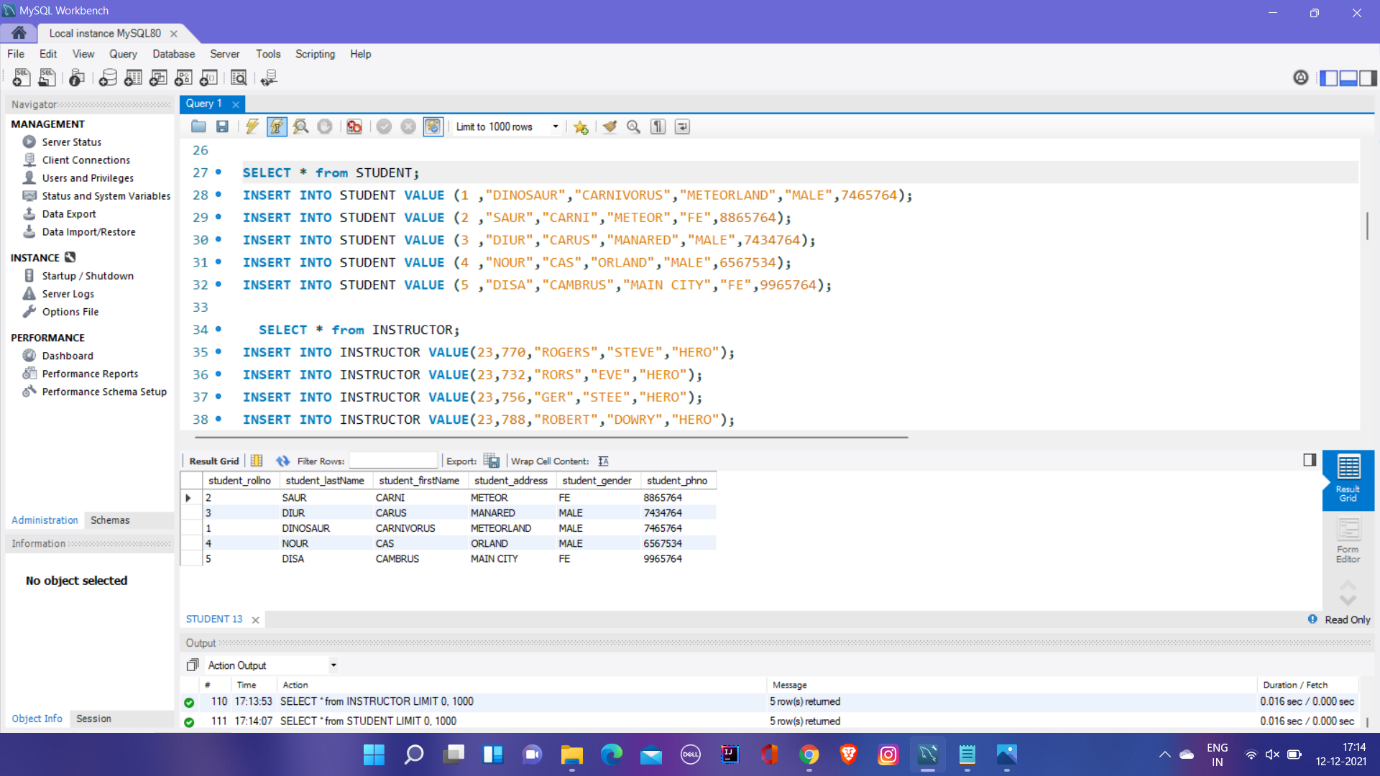 MySQL Workbench
Local instance MySQL80
File Edit View Query Database Server Tools Scripting Help
Navigator
MANAGEMENT
Server Status
Client Connections
Users and Privileges
Status and System Variables
Data Export
Data Import/Restore
INSTANCE
Startup / Shutdown
Server Logs
Options File
PERFORMANCE
Dashboard
Performance Reports
Performance Schema Setup
Administration Schemas
Information
No object selected
Object Info Session
Query 1
Limit to 1000 rows
26
27 SELECT * from STUDENT;
28 INSERT INTO STUDENT VALUE (1 ,"DINOSAUR","CARNIVORUS","METEORLAND","MALE",7465764);
29 INSERT INTO STUDENT VALUE (2 ,"SAUR","CARNI","METEOR","FE",8865764);
30 INSERT INTO STUDENT VALUE (3 ,"DIUR","CARUS","MANARED","MALE",7434764);
31 INSERT INTO STUDENT VALUE (4 ,"NOUR","CAS","ORLAND","MALE",6567534);
32 INSERT INTO STUDENT VALUE (5 ,"DISA","CAMBRUS","MAIN CITY","FE",9965764);
33
34 SELECT * from INSTRUCTOR;
35 INSERT INTO INSTRUCTOR VALUE(23,770,"ROGERS","STEVE","HERO");
36 INSERT INTO INSTRUCTOR VALUE(23,732,"RORS","EVE","HERO");
37 INSERT INTO INSTRUCTOR VALUE(23,756,"GER","STEE","HERO");
38 INSERT INTO INSTRUCTOR VALUE(23,788,"ROBERT","DOWRY","HERO");
Result Grid Filter Rows: Export: Wrap Cell Content:
student_rollno student_lastName student_firstName student_address student_gender student_phno
2 SAUR CARNI METEOR FE 8865764
3 DIUR CARUS MANARED MALE 7434764
1 DINOSAUR CARNIVORUS METEORLAND MALE 7465764
4 NOUR CAS ORLAND MALE 6567534
5 DISA CAMBRUS MAIN CITY FE 9965764
Result
Grid
Form
Editor
STUDENT 13
Read Only
Output
Action Output
# Time Action Message Duration / Fetch
110 17:13:53 SELECT * from INSTRUCTOR LIMIT 0, 1000 5 row(s) returned 0.016 sec / 0.000 sec
111 17:14:07 SELECT * from STUDENT LIMIT 0, 1000 5 row(s) returned 0.016 sec / 0.000 sec
DELL
ENG
IN
17:14
12-12-2021